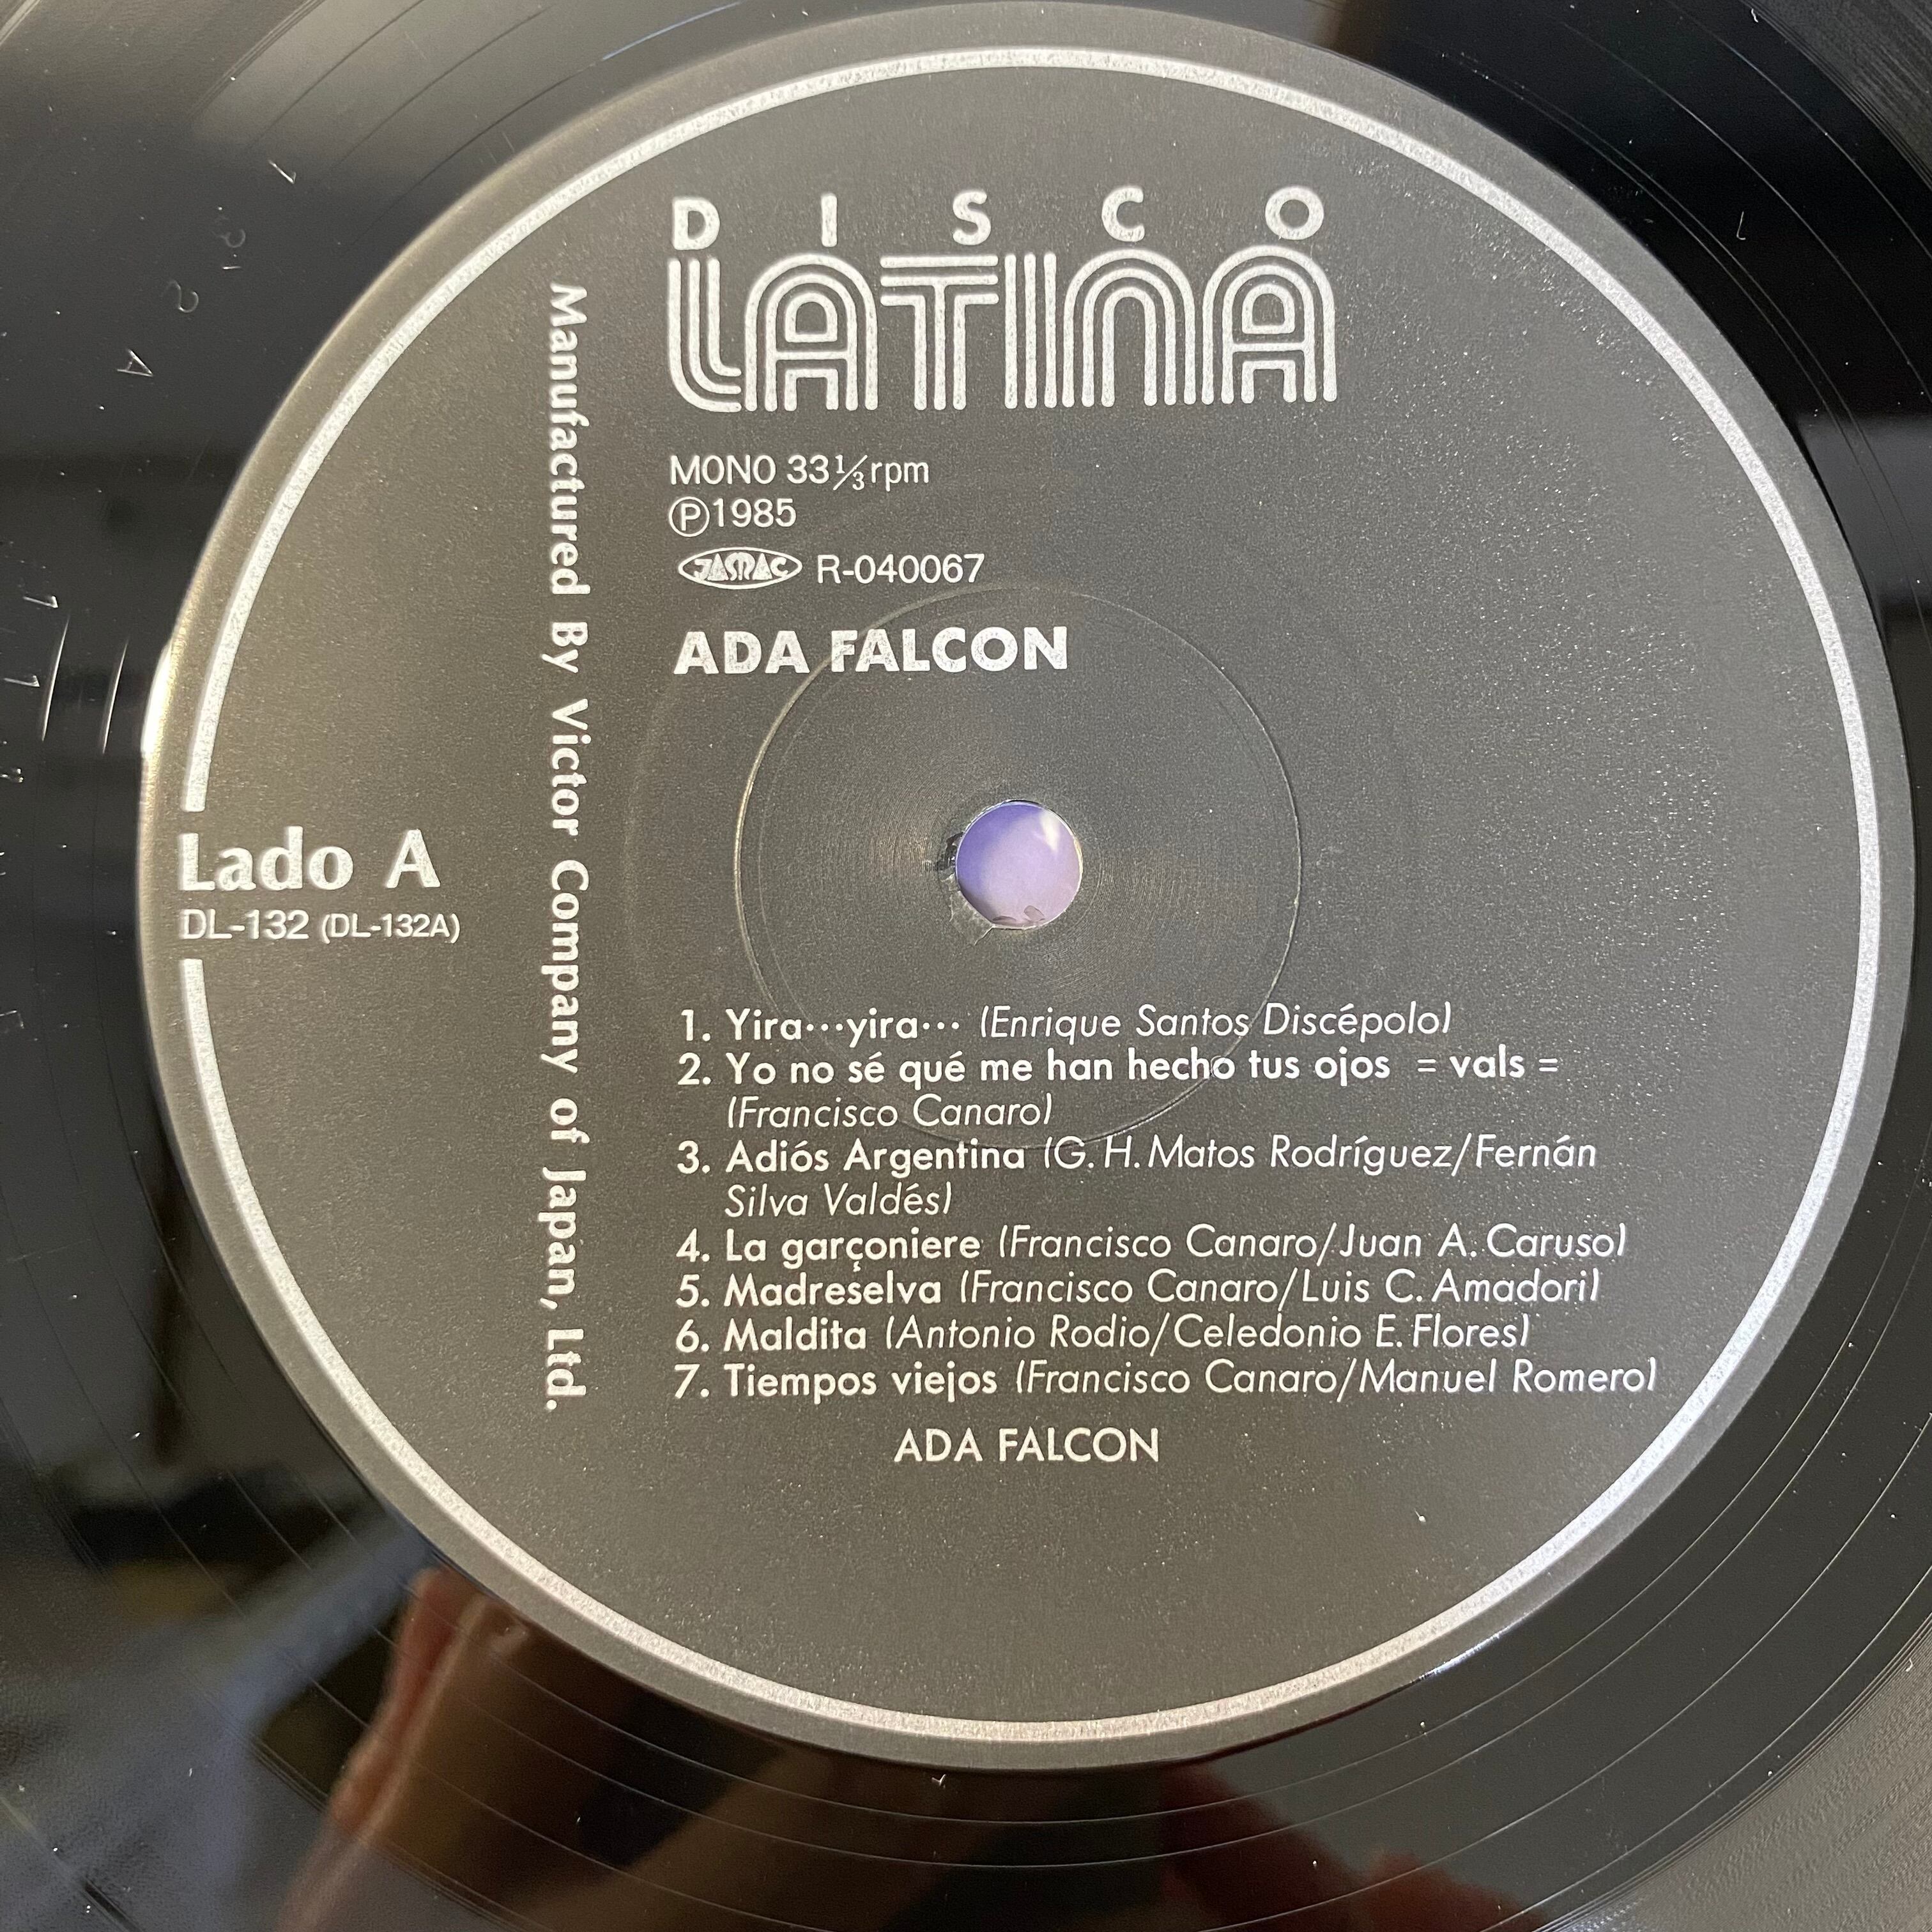 DISCO
LATINA
MONO 33⅓rpm
Ⓟ1985
JASRAC R-040067
ADA FALCON
Manufactured By Victor Company of Japan, Ltd.
Lado A
DL-132 (DL-132A)
1. Yira···yira··· (Enrique Santos Discépolo)
2. Yo no sé qué me han hecho tus ojos = vals =
(Francisco Canaro)
3. Adiós Argentina (G.H.Matos Rodríguez/Fernán
Silva Valdés)
4. La garçoniere (Francisco Canaro/Juan A.Caruso)
5. Madreselva (Francisco Canaro/Luis C.Amadori)
6. Maldita (Antonio Rodio/Celedonio E.Flores)
7. Tiempos viejos (Francisco Canaro/Manuel Romero)
ADA FALCON